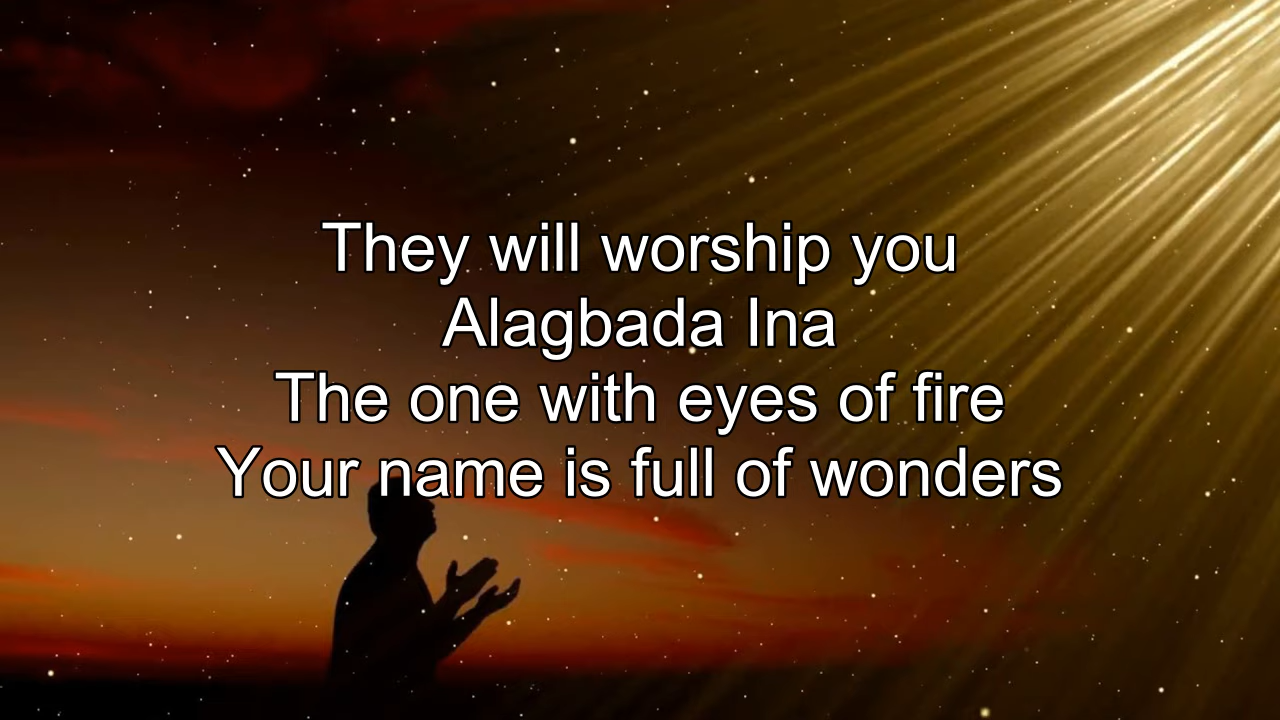 They will worship you
Alagbada Ina
The one with eyes of fire
Your name is full of wonders